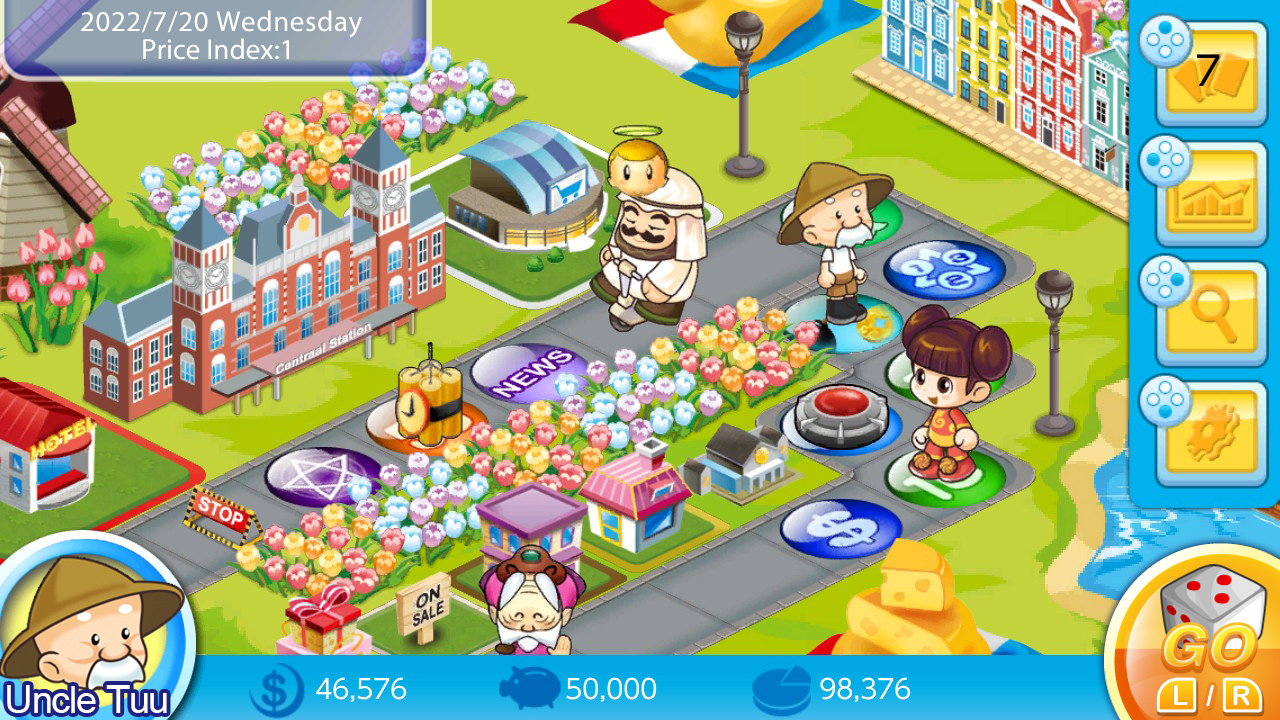 2022/7/20 Wednesday
Price Index:1
7
Centraal Station
NEWS
HOTEL
STOP
1
$
ON
SALE
GO
L / R
Uncle Tuu
$
46,576
50,000
98,376